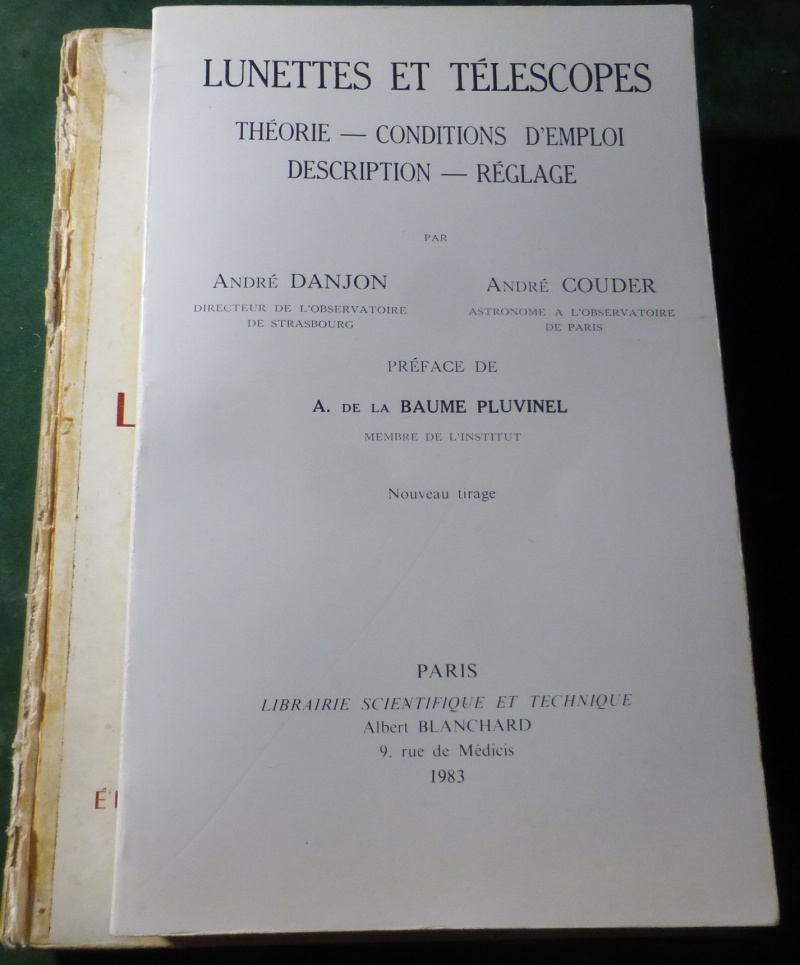 LUNETTES ET TÉLESCOPES
THÉORIE — CONDITIONS D'EMPLOI
DESCRIPTION — RÉGLAGE
PAR
ANDRÉ DANJON
DIRECTEUR DE L'OBSERVATOIRE
DE STRASBOURG
ANDRÉ COUDER
ASTRONOME A L'OBSERVATOIRE
DE PARIS
PRÉFACE DE
A. DE LA BAUME PLUVINEL
MEMBRE DE L'INSTITUT
Nouveau tirage
PARIS
LIBRAIRIE SCIENTIFIQUE ET TECHNIQUE
Albert BLANCHARD
9, rue de Médicis
1983